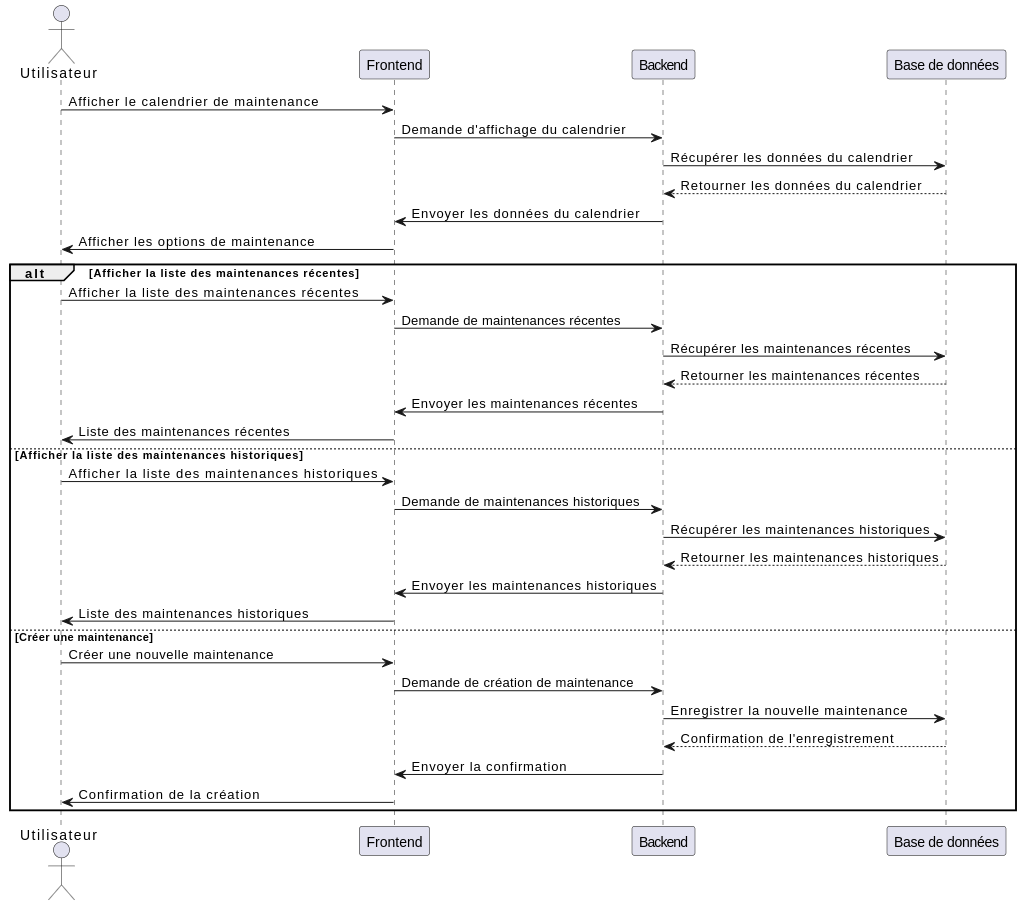 Utilisateur
Frontend
Backend
Base de données
Afficher le calendrier de maintenance
Demande d'affichage du calendrier
Récupérer les données du calendrier
Retourner les données du calendrier
Envoyer les données du calendrier
Afficher les options de maintenance
alt
[Afficher la liste des maintenances récentes]
Afficher la liste des maintenances récentes
Demande de maintenances récentes
Récupérer les maintenances récentes
Retourner les maintenances récentes
Envoyer les maintenances récentes
Liste des maintenances récentes
[Afficher la liste des maintenances historiques]
Afficher la liste des maintenances historiques
Demande de maintenances historiques
Récupérer les maintenances historiques
Retourner les maintenances historiques
Envoyer les maintenances historiques
Liste des maintenances historiques
[Créer une maintenance]
Créer une nouvelle maintenance
Demande de création de maintenance
Enregistrer la nouvelle maintenance
Confirmation de l'enregistrement
Envoyer la confirmation
Confirmation de la création
Utilisateur
Frontend
Backend
Base de données